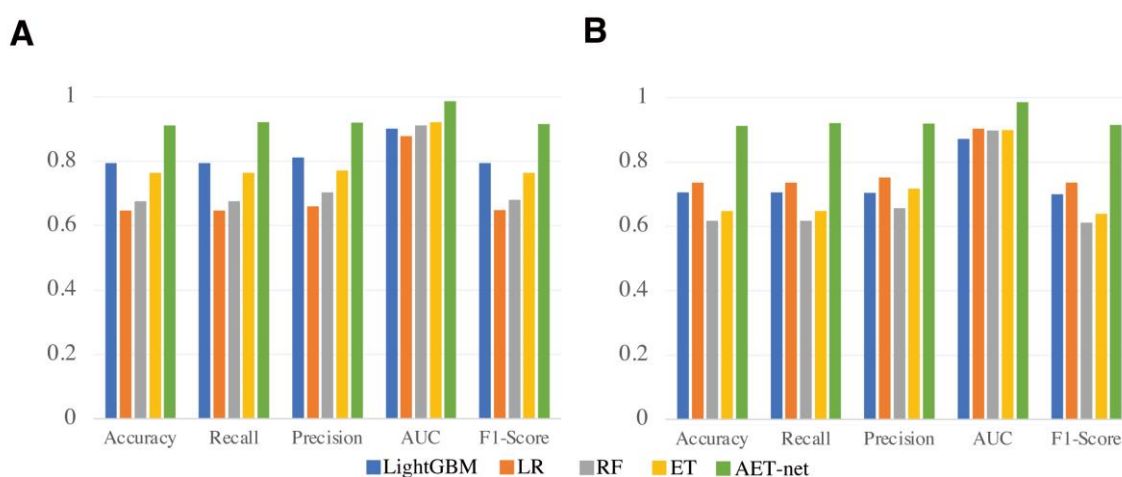 A
B
1
0.8
0.6
0.4
0.2
0
Accuracy Recall Precision AUC F1-Score
1
0.8
0.6
0.4
0.2
0
Accuracy Recall Precision AUC F1-Score
LightGBM LR RF ET AET-net